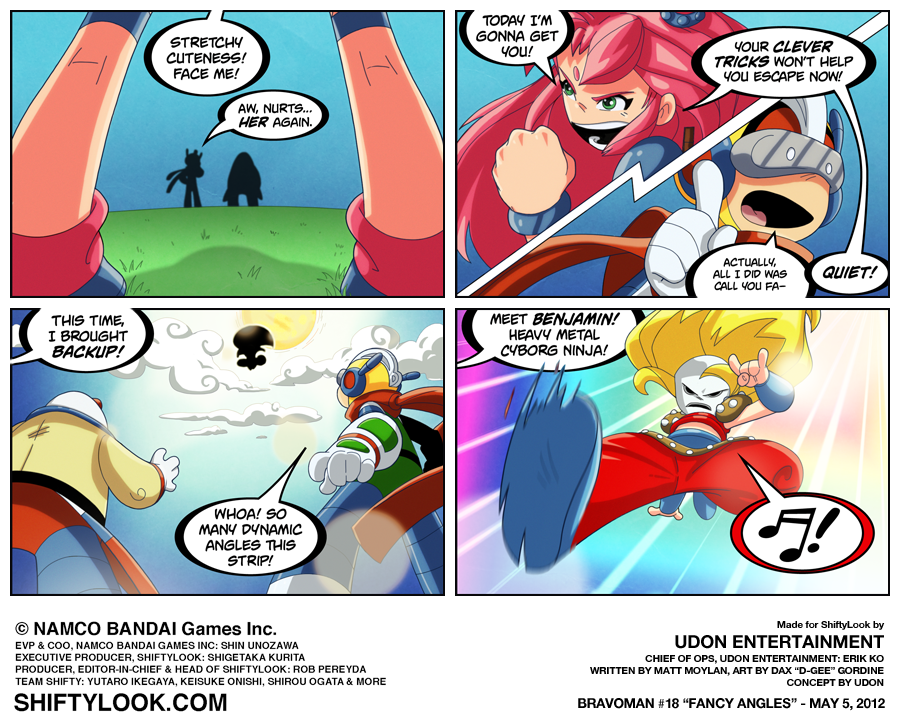 STRETCHY
CUTENESS!
FACE ME!
AW, NURTS...
HER AGAIN.
TODAY I'M
GONNA GET
YOU!
YOUR CLEVER
TRICKS WON'T HELP
YOU ESCAPE NOW!
ACTUALLY,
ALL I DID WAS
CALL YOU FA-
QUIET!
THIS TIME,
I BROUGHT
BACKUP!
WHOA! SO
MANY DYNAMIC
ANGLES THIS
STRIP!
MEET BENJAMIN!
HEAVY METAL
CYBORG NINJA!
♫!
© NAMCO BANDAI Games Inc.
EVP & COO, NAMCO BANDAI GAMES INC: SHIN UNOZAWA
EXECUTIVE PRODUCER, SHIFTYLOOK: SHIGETAKA KURITA
PRODUCER, EDITOR-IN-CHIEF & HEAD OF SHIFTYLOOK: ROB PEREYDA
TEAM SHIFTY: YUTARO IKEGAYA, KEISUKE ONISHI, SHIROU OGATA & MORE
SHIFTYLOOK.COM
Made for ShiftyLook by
UDON ENTERTAINMENT
CHIEF OF OPS, UDON ENTERTAINMENT: ERIK KO
WRITTEN BY MATT MOYLAN, ART BY DAX "D-GEE" GORDINE
CONCEPT BY UDON
BRAVOMAN #18 "FANCY ANGLES" - MAY 5, 2012